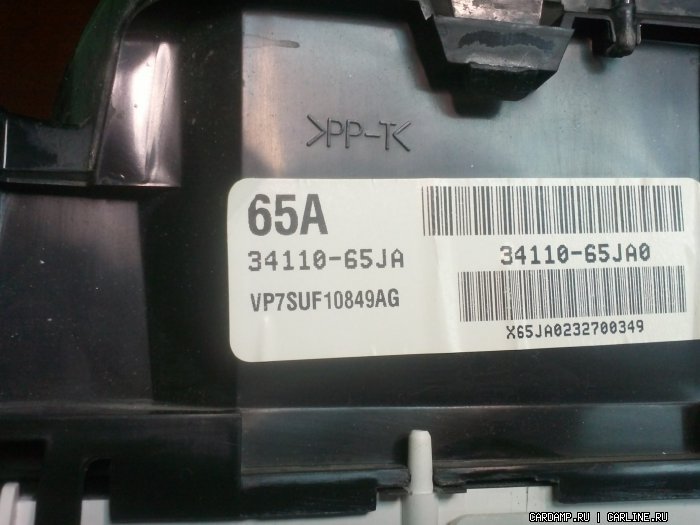 >PP-T<
65A
34110-65JA
VP7SUF10849AG
34110-65JA0
X65JA0232700349
CARDAMP.RU | CARLINE.RU